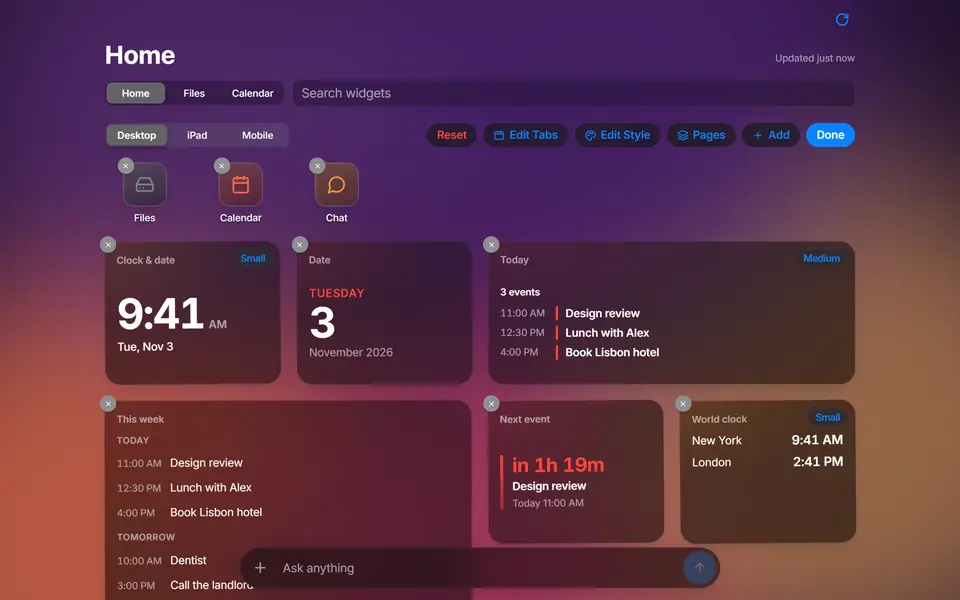 Home
Updated just now
Home Files Calendar
Search widgets
Desktop iPad Mobile
Reset Edit Tabs Edit Style Pages Add Done
Files Calendar Chat
Clock & date Small
9:41 AM
Tue, Nov 3
Date
TUESDAY
3
November 2026
Today Medium
3 events
11:00 AM Design review
12:30 PM Lunch with Alex
4:00 PM Book Lisbon hotel
This week
TODAY
11:00 AM Design review
12:30 PM Lunch with Alex
4:00 PM Book Lisbon hotel
TOMORROW
10:00 AM Dentist
3:00 PM Call the landlord
Next event
in 1h 19m
Design review
Today 11:00 AM
World clock Small
New York 9:41 AM
London 2:41 PM
Ask anything